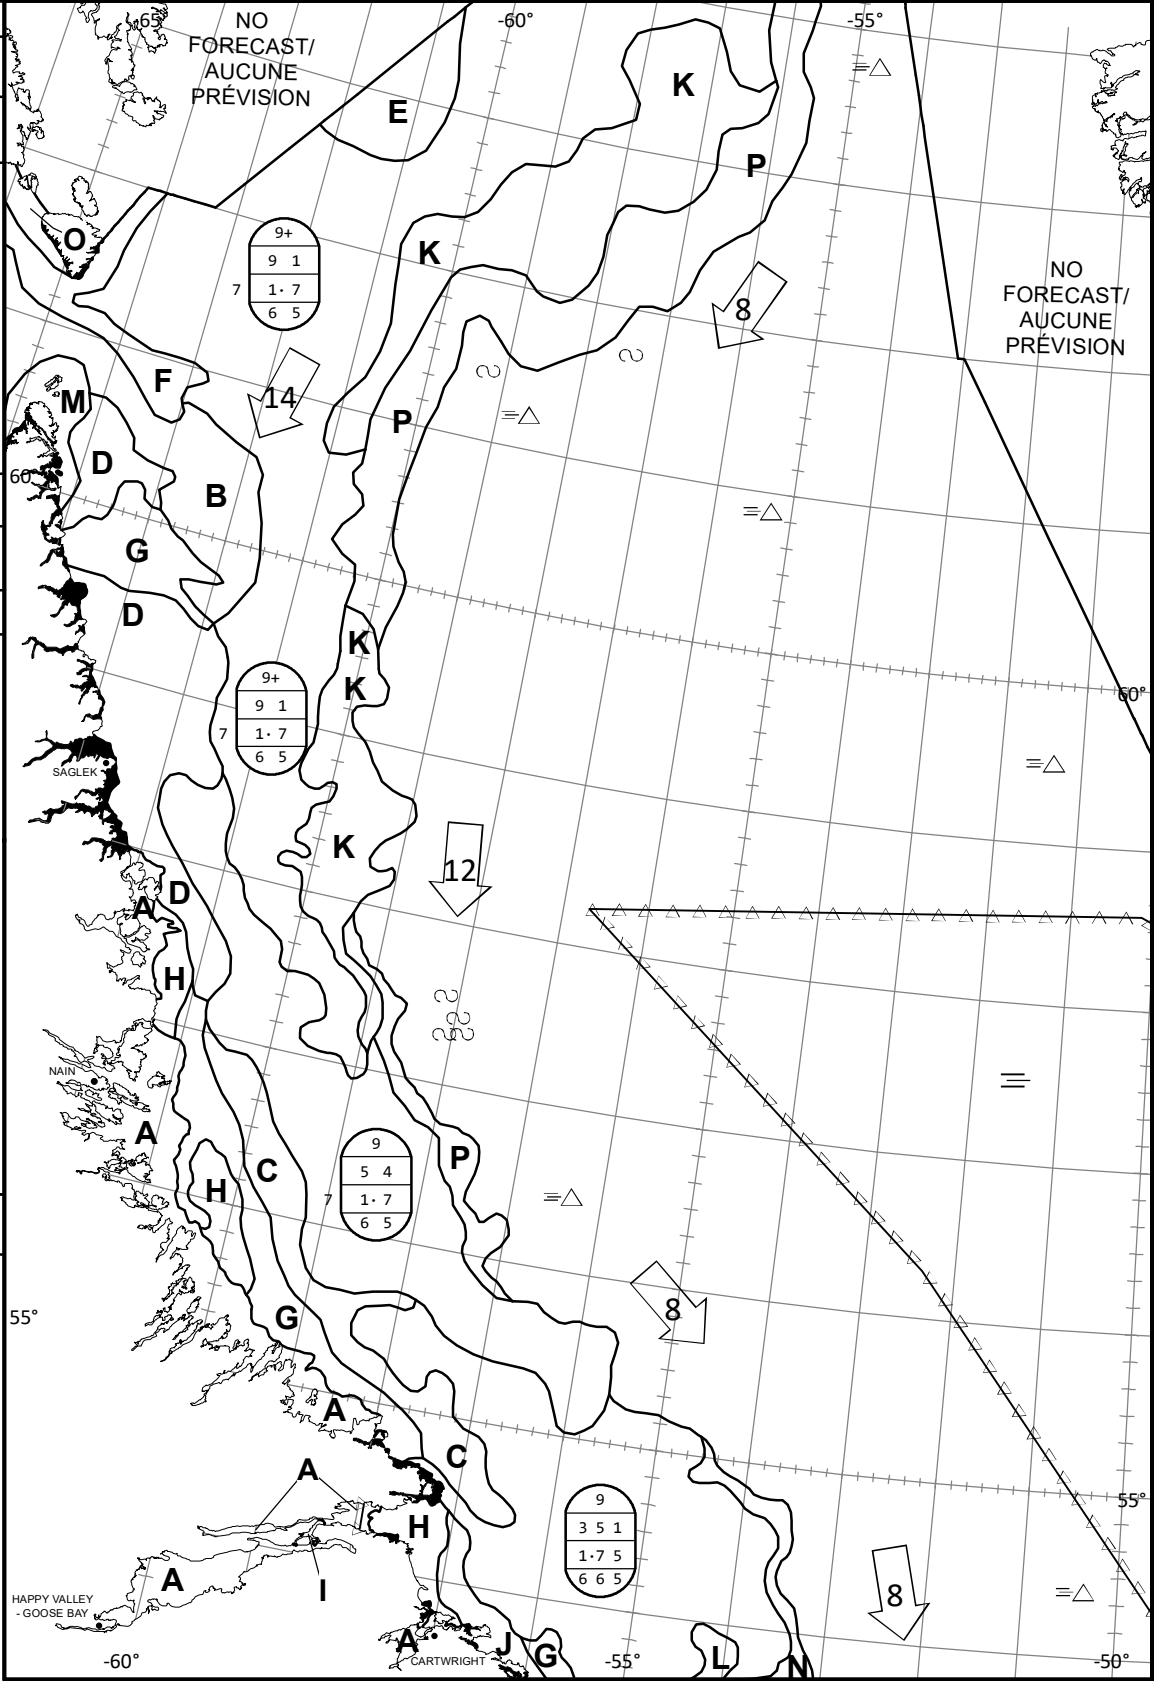 65°
NO
FORECAST/
AUCUNE
PRÉVISION
-60°
-55°
E
K
P
O
9+
9 1
7 1· 7
6 5
K
NO
FORECAST/
AUCUNE
PRÉVISION
8
F
14
M
P
D
60°
B
G
D
K
K
9+
9 1
7 1· 7
6 5
60°
SAGLEK
K
12
D
A
H
NAIN
A
C
H
9
5 4
7 1· 7
6 5
P
8
55°
G
A
C
A
H
9
3 5 1
1·7 5
6 6 5
55°
A
I
8
HAPPY VALLEY
- GOOSE BAY
A
CARTWRIGHT
J
G
L
N
-60°
-55°
-50°